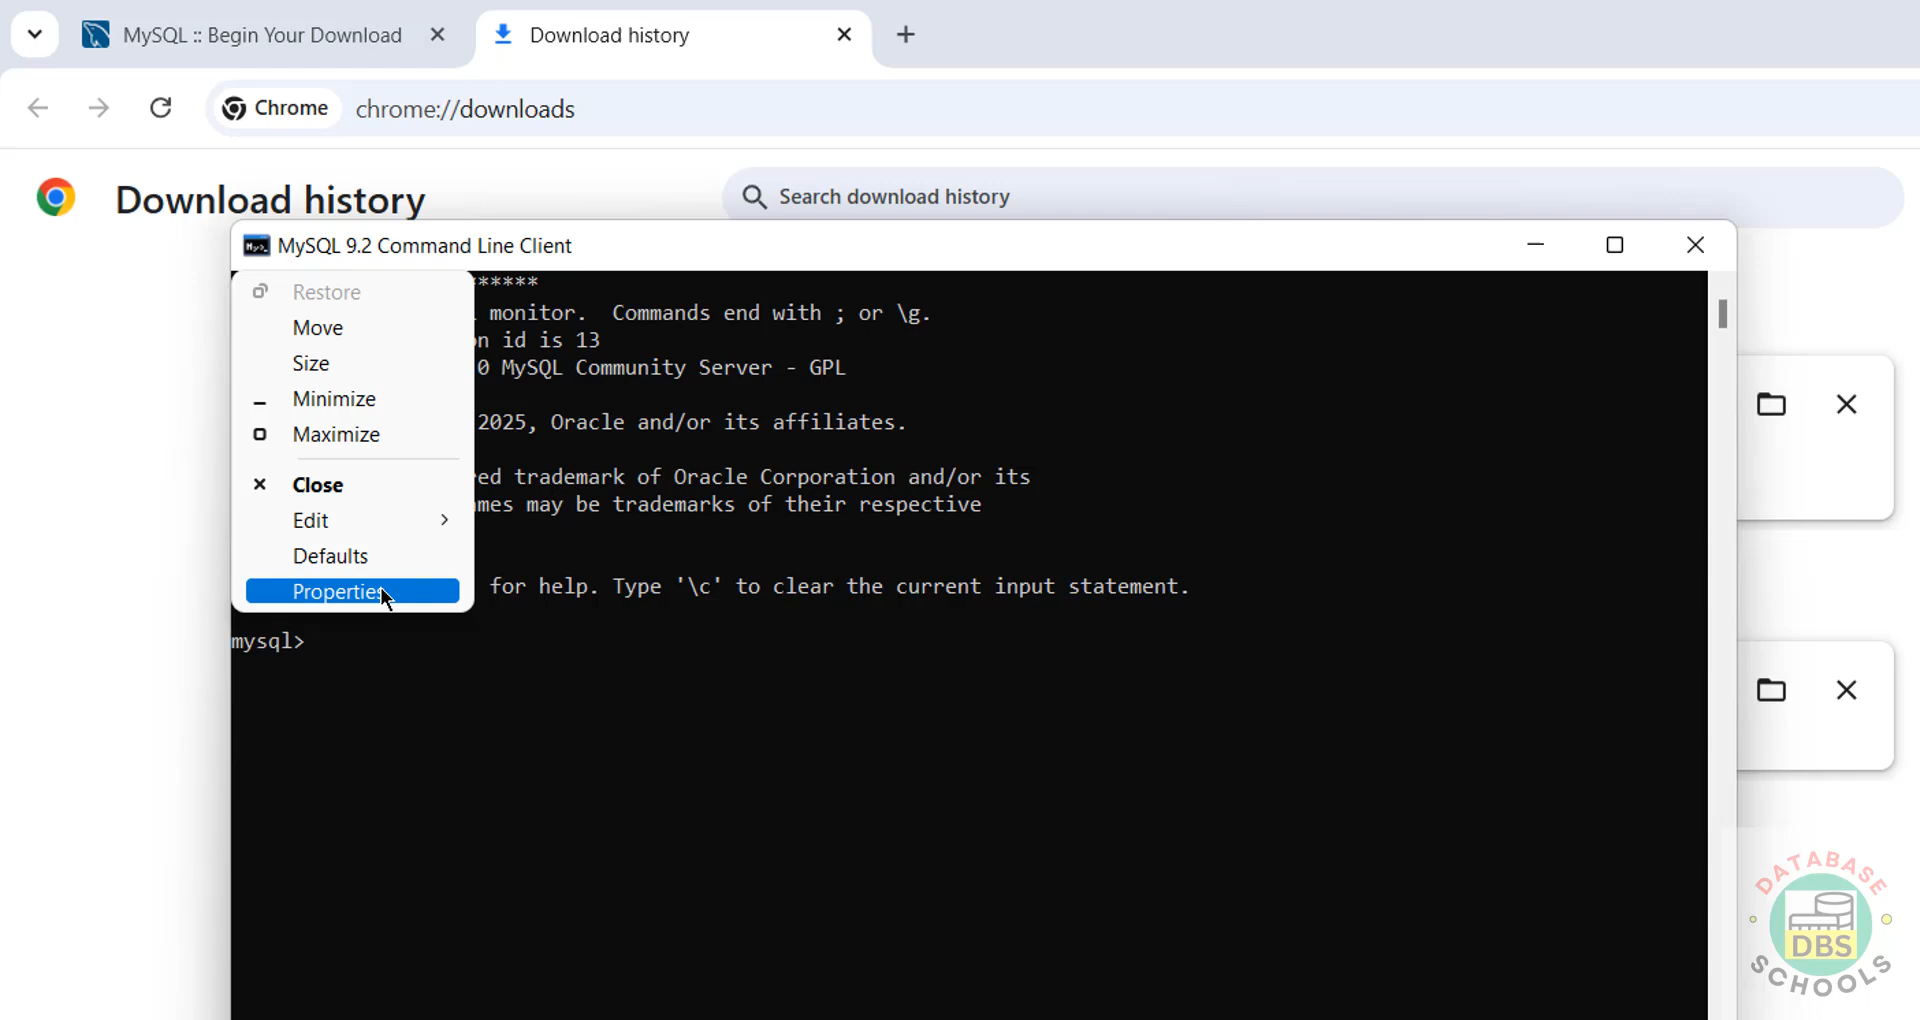 MySQL :: Begin Your Download
Download history
Chrome
chrome://downloads
Download history
Search download history
MySQL 9.2 Command Line Client
******
monitor.  Commands end with ; or \g.
n id is 13
0 MySQL Community Server - GPL
2025, Oracle and/or its affiliates.
ed trademark of Oracle Corporation and/or its
mes may be trademarks of their respective
for help. Type '\c' to clear the current input statement.
mysql>
Restore
Move
Size
Minimize
Maximize
Close
Edit
Defaults
Properties
DATABASE
DBS
SCHOOLS